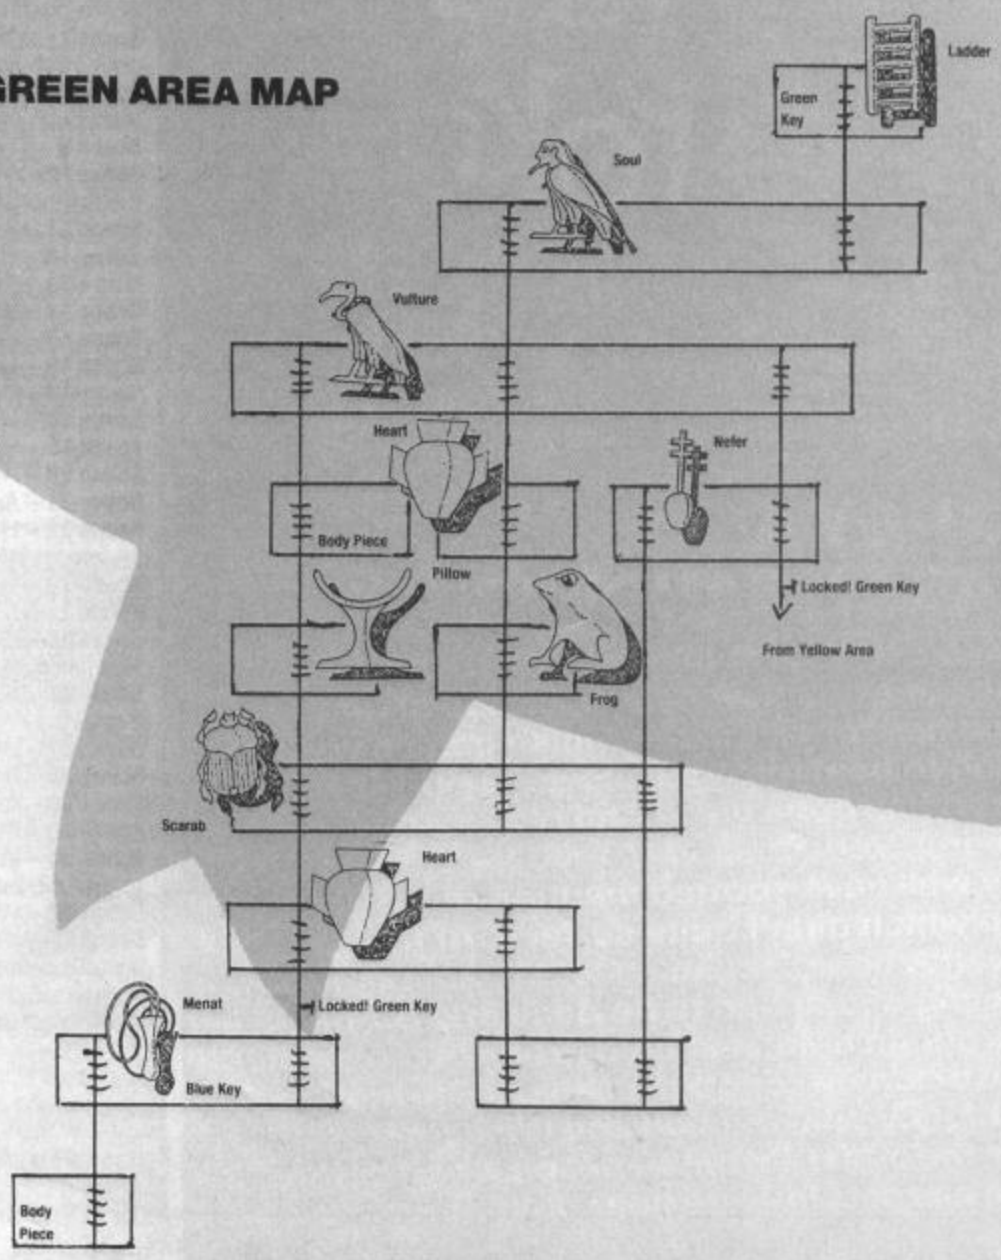 GREEN AREA MAP
Ladder
Green
Key
Soul
Vulture
Heart
Nefer
Body Piece
Pillow
Locked! Green Key
From Yellow Area
Frog
Scarab
Heart
Menat
Locked! Green Key
Blue Key
Body
Piece